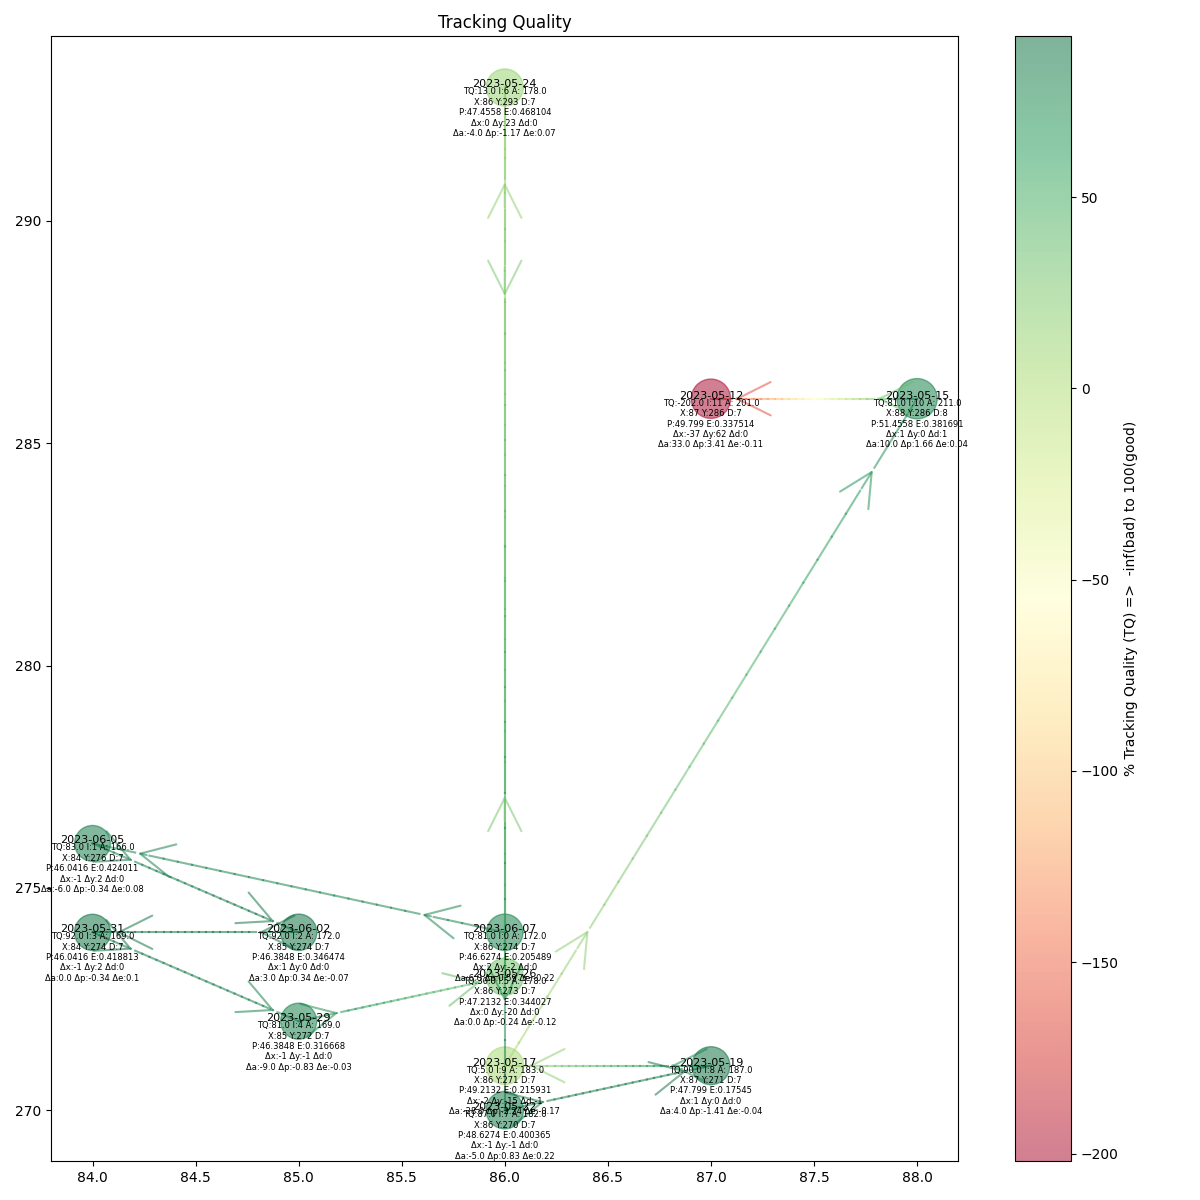 Tracking Quality
2023-05-24
TQ:13.0 I:6 A: 178.0
X:86 Y:293 D:7
P:47.4558 E:0.468104
Δx:0 Δy:23 Δd:0
Δa:-4.0 Δp:-1.17 Δe:0.07
2023-05-12
TQ:-202.0 I:11 A: 201.0
X:87 Y:286 D:7
P:49.799 E:0.337514
Δx:-37 Δy:62 Δd:0
Δa:33.0 Δp:3.41 Δe:-0.11
2023-05-15
TQ:81.0 I:10 A: 211.0
X:88 Y:286 D:8
P:51.4558 E:0.381691
Δx:1 Δy:0 Δd:1
Δa:10.0 Δp:1.66 Δe:0.04
2023-06-05
TQ:83.0 I:1 A: 166.0
X:84 Y:276 D:7
P:46.0416 E:0.424011
Δx:-1 Δy:2 Δd:0
Δa:-6.0 Δp:-0.34 Δe:0.08
2023-05-31
TQ:92.0 I:3 A: 169.0
X:84 Y:274 D:7
P:46.0416 E:0.418813
Δx:-1 Δy:2 Δd:0
Δa:0.0 Δp:-0.34 Δe:0.1
2023-06-02
TQ:92.0 I:2 A: 172.0
X:85 Y:274 D:7
P:46.3848 E:0.346474
Δx:1 Δy:0 Δd:0
Δa:3.0 Δp:0.34 Δe:-0.07
2023-06-07
TQ:81.0 I:0 A: 172.0
X:86 Y:274 D:7
P:46.6274 E:0.205489
Δx:2 Δy:-2 Δd:0
X:86 Y:273 D:7
P:47.2132 E:0.344027
Δx:0 Δy:-20 Δd:0
Δa:0.0 Δp:-0.24 Δe:-0.12
2023-05-29
TQ:81.0 I:4 A: 169.0
X:85 Y:272 D:7
P:46.3848 E:0.316668
Δx:-1 Δy:-1 Δd:0
Δa:-9.0 Δp:-0.83 Δe:-0.03
2023-05-17
TQ:5.0 I:9 A: 183.0
X:86 Y:271 D:7
P:49.2132 E:0.215931
Δx:-2 Δy:-15 Δd:-1
2023-05-19
TQ:90.0 I:8 A: 187.0
X:87 Y:271 D:7
P:47.799 E:0.17545
Δx:1 Δy:0 Δd:0
Δa:4.0 Δp:-1.41 Δe:-0.04
X:86 Y:270 D:7
P:48.6274 E:0.400365
Δx:-1 Δy:-1 Δd:0
Δa:-5.0 Δp:0.83 Δe:0.22
290
285
280
275
270
84.0 84.5 85.0 85.5 86.0 86.5 87.0 87.5 88.0
50
0
−50
−100
−150
−200
% Tracking Quality (TQ) => -inf(bad) to 100(good)